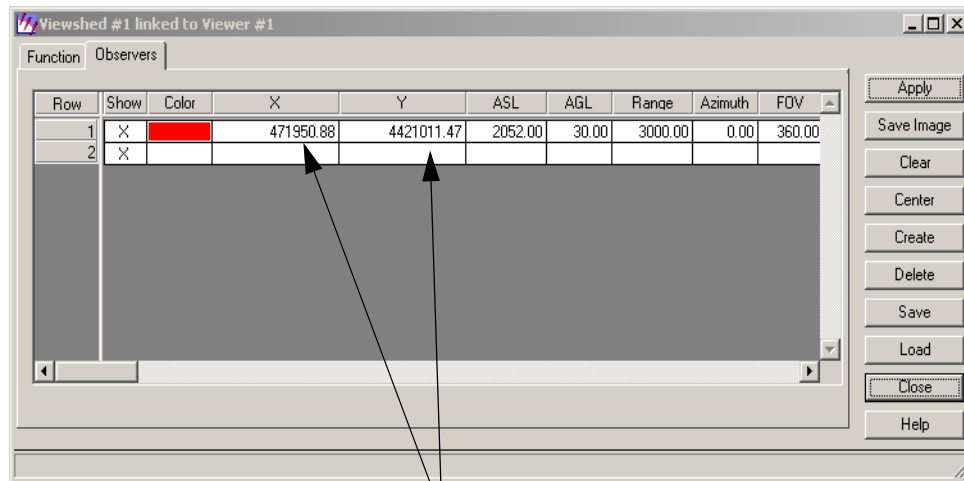 Viewshed #1 linked to Viewer #1
Function Observers
Row Show Color X Y ASL AGL Range Azimuth FOV
1 X 471950.88 4421011.47 2052.00 30.00 3000.00 0.00 360.00
2 X
Apply
Save Image
Clear
Center
Create
Delete
Save
Load
Close
Help